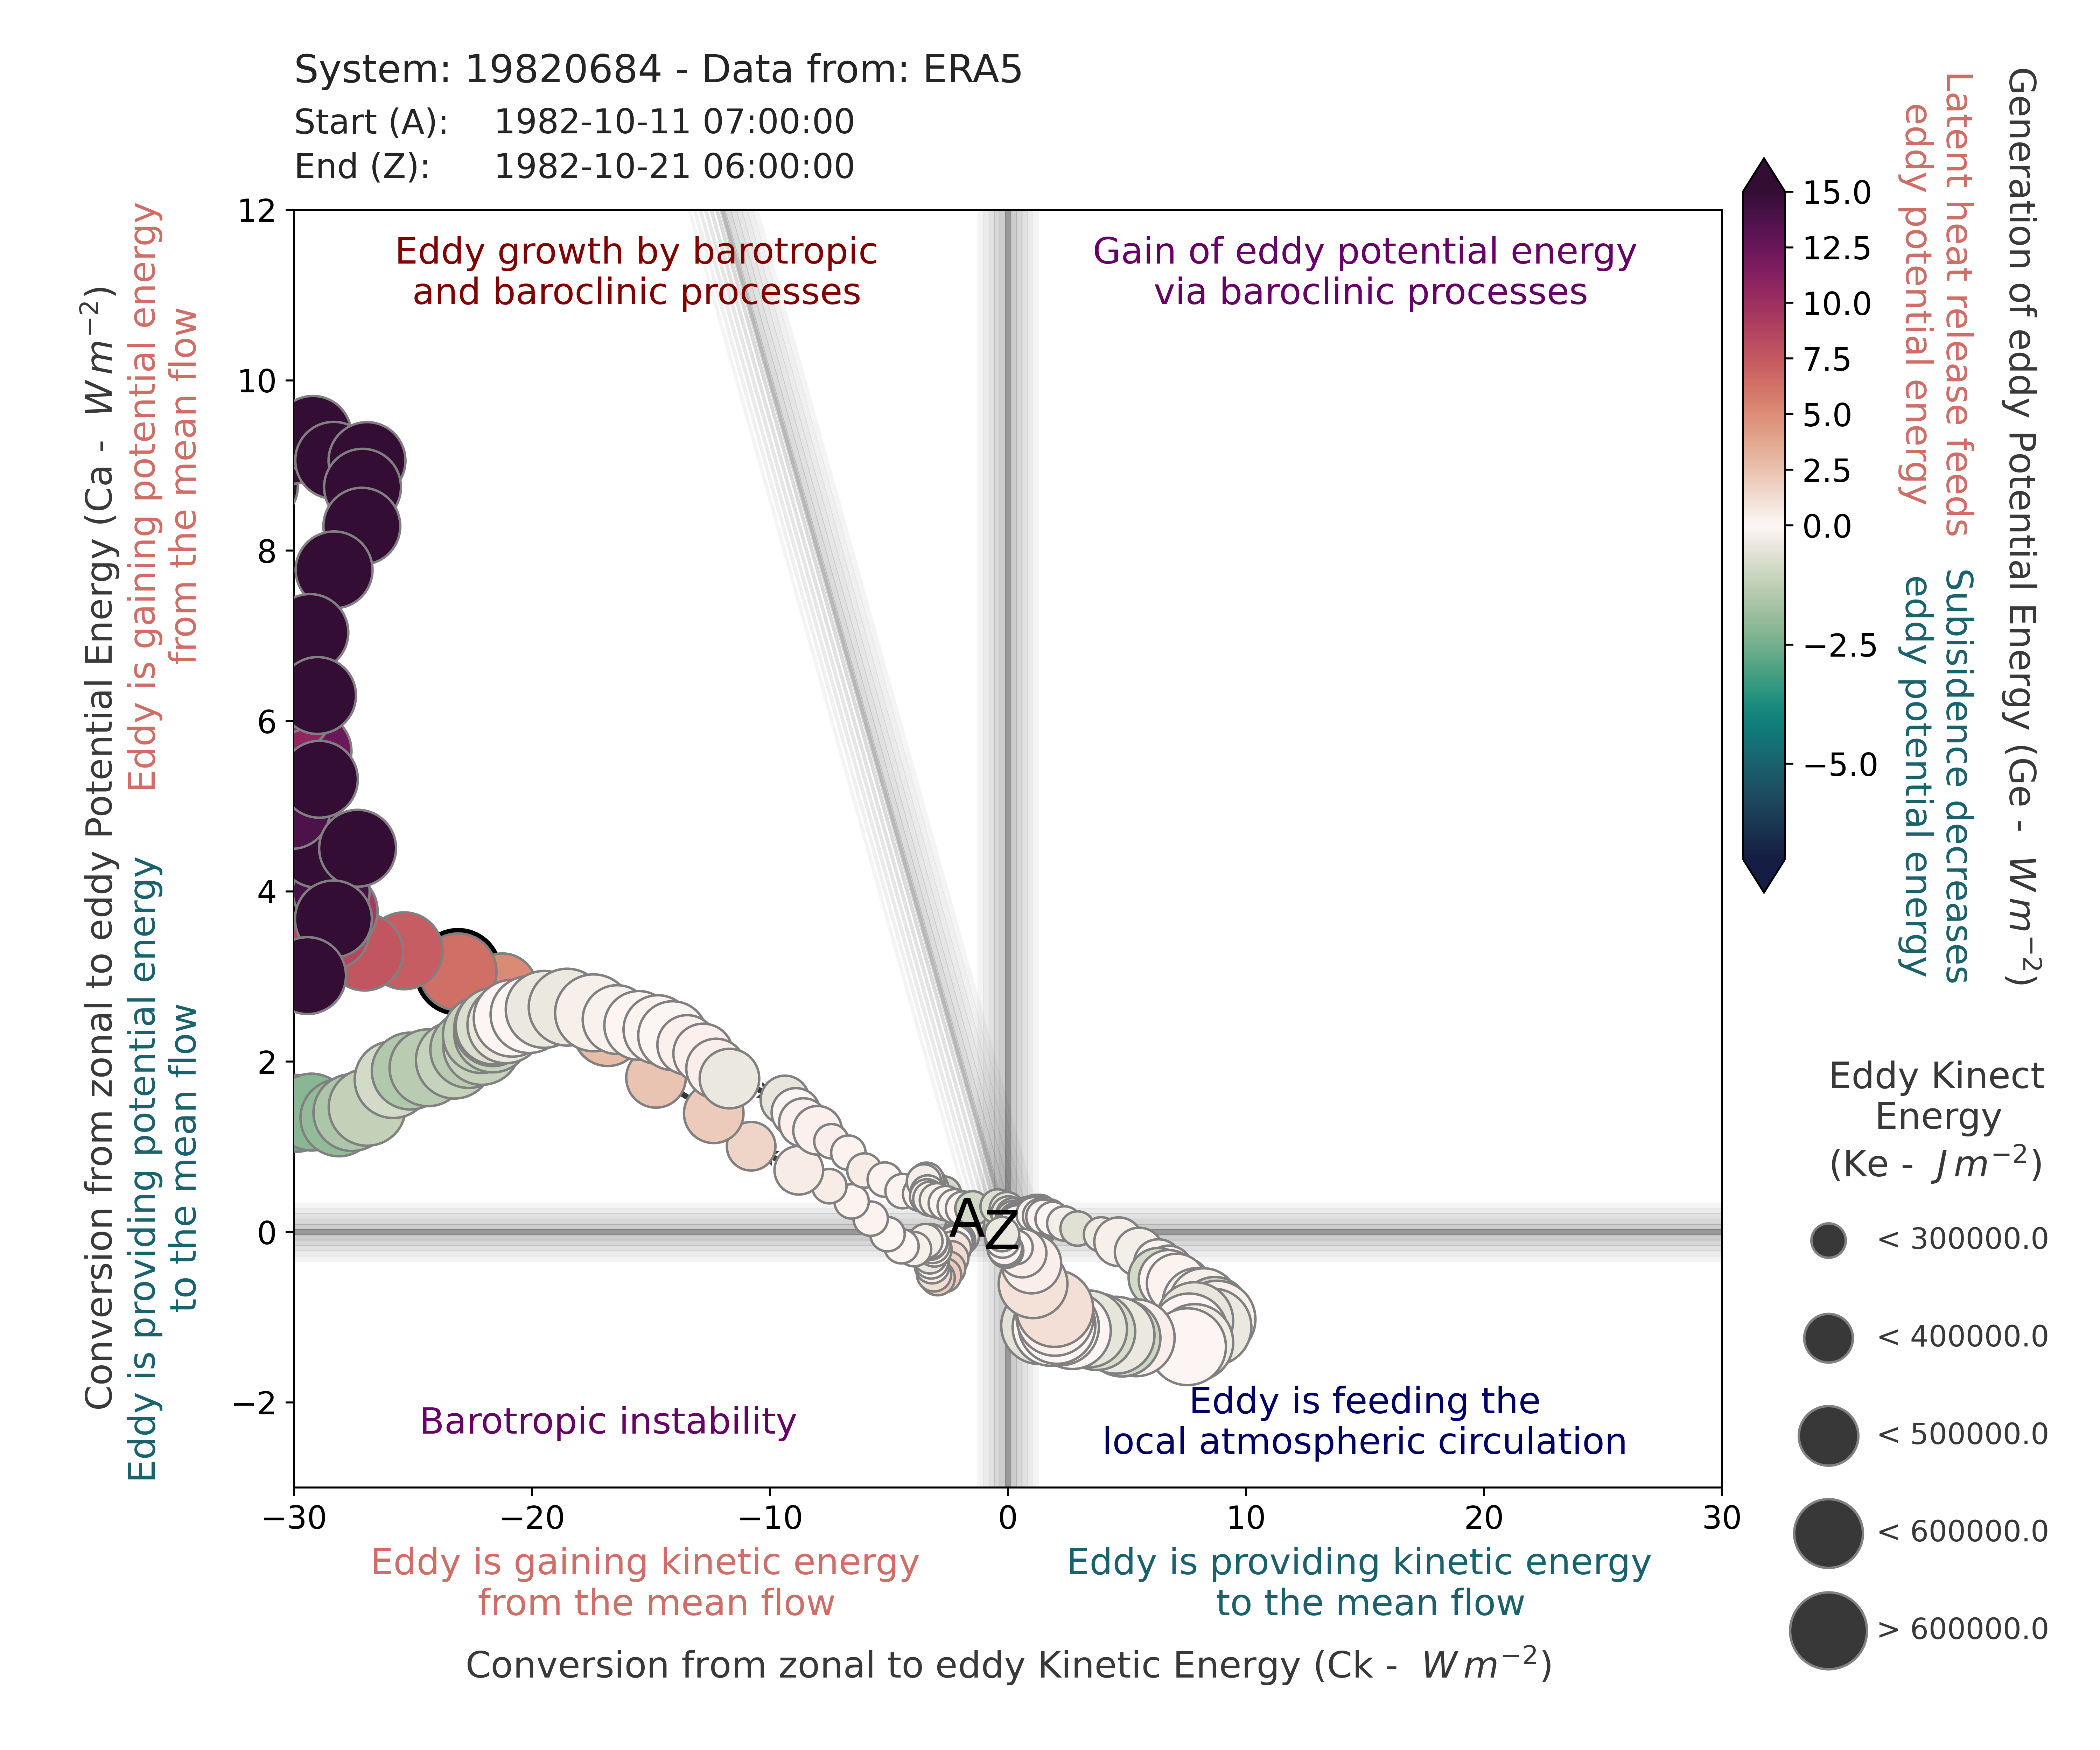 System: 19820684 - Data from: ERA5
Start (A): 1982-10-11 07:00:00
End (Z): 1982-10-21 06:00:00
Conversion from zonal to eddy Potential Energy (Ca - W m⁻²)
Eddy is gaining potential energy
from the mean flow
Eddy is providing potential energy
to the mean flow
12
10
8
6
4
2
0
−2
Eddy growth by barotropic
and baroclinic processes
Gain of eddy potential energy
via baroclinic processes
A
Z
Barotropic instability
Eddy is feeding the
local atmospheric circulation
−30
−20
−10
0
10
20
30
Eddy is gaining kinetic energy
from the mean flow
Eddy is providing kinetic energy
to the mean flow
Conversion from zonal to eddy Kinetic Energy (Ck - W m⁻²)
15.0
12.5
10.0
7.5
5.0
2.5
0.0
−2.5
−5.0
Latent heat release feeds
eddy potential energy
Subisidence decreases
eddy potential energy
Generation of eddy Potential Energy (Ge - W m⁻²)
Eddy Kinect
Energy
(Ke - J m⁻²)
< 300000.0
< 400000.0
< 500000.0
< 600000.0
> 600000.0